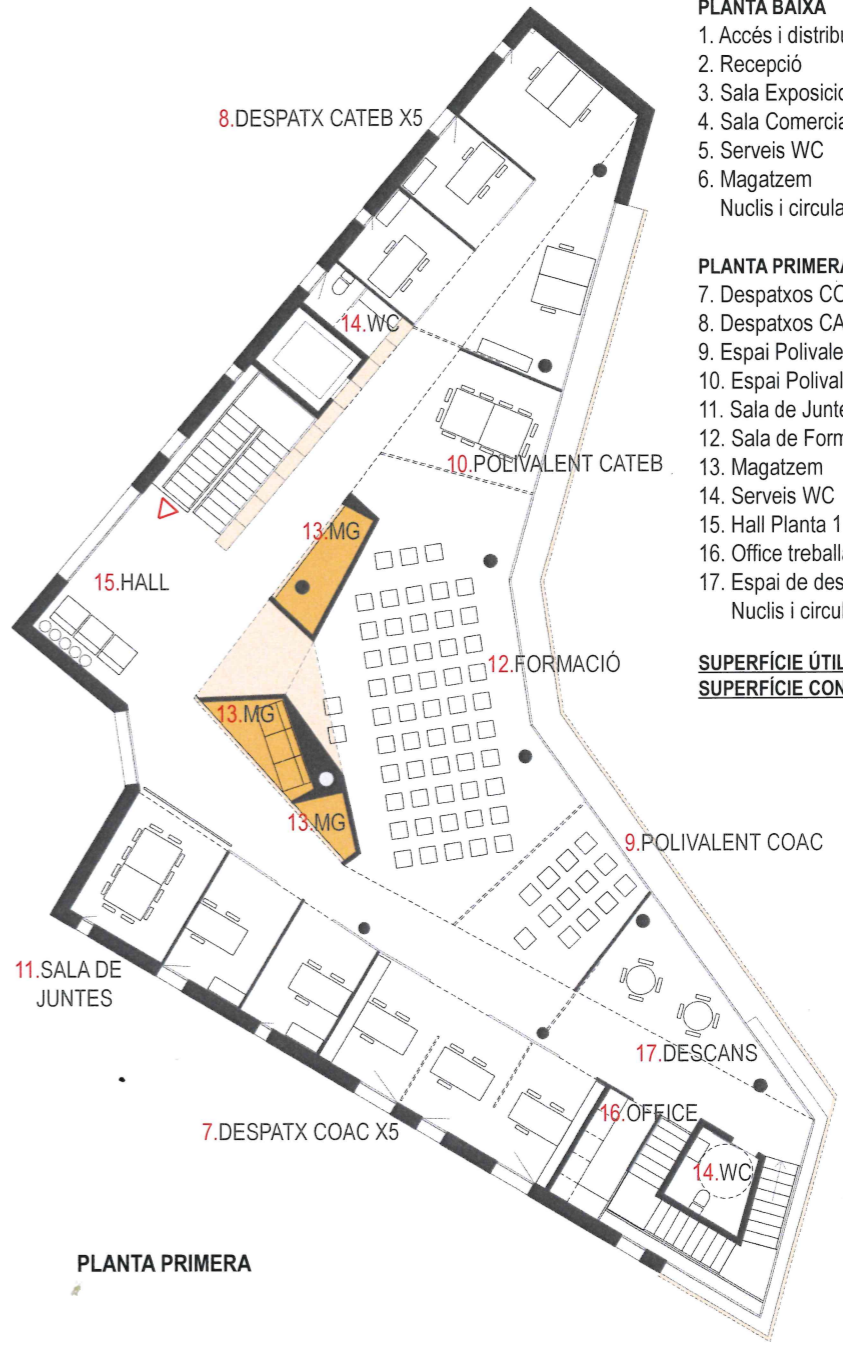 PLANTA BAIXA
1. Accés i distribu
2. Recepció
3. Sala Exposicio
4. Sala Comercia
5. Serveis WC
6. Magatzem
Nuclis i circula
PLANTA PRIMERA
7. Despatxos CO
8. Despatxos CA
9. Espai Polivale
10. Espai Polival
11. Sala de Junte
12. Sala de Form
13. Magatzem
14. Serveis WC
15. Hall Planta 1
16. Office treballa
17. Espai de des
Nuclis i circul
SUPERFÍCIE ÚTIL
SUPERFÍCIE CON
8.DESPATX CATEB X5
14.WC
10.POLIVALENT CATEB
13.MG
15.HALL
12.FORMACIÓ
13.MG
13.MG
9.POLIVALENT COAC
11.SALA DE
JUNTES
17.DESCANS
16.OFFICE
7.DESPATX COAC X5
14.WC
PLANTA PRIMERA